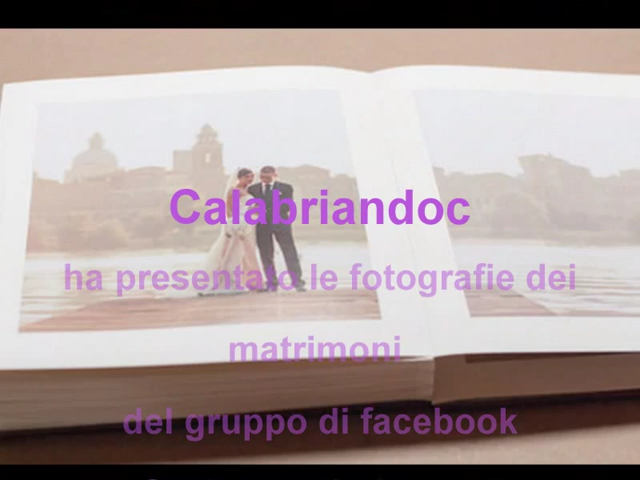 Calabriandoc
ha presentato le fotografie dei
matrimoni
del gruppo di facebook